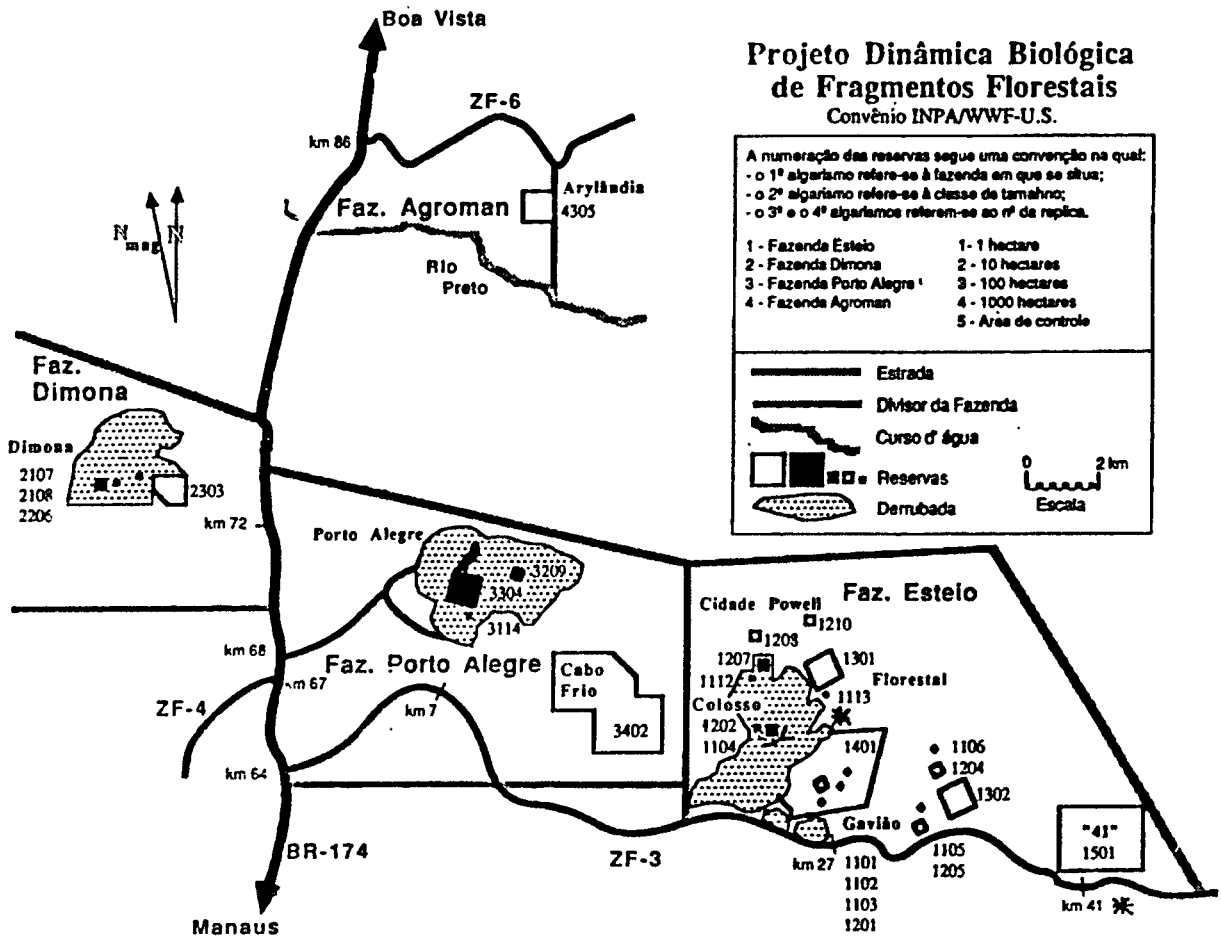 Boa Vista
Projeto Dinâmica Biológica
de Fragmentos Florestais
Convênio INPA/WWF-U.S.
A numeração das reservas segue uma convenção na qual:
- o 1º algarismo refere-se à fazenda em que se situa;
- o 2º algarismo refere-se à classe de tamahno;
- o 3º e o 4º algarismos referem-se ao nº da replica.
1 - Fazenda Esteio
2 - Fazenda Dimona
3 - Fazenda Porto Alegre
4 - Fazenda Agroman
1- 1 hectare
2 - 10 hectares
3 - 100 hectares
4 - 1000 hectares
5 - Area de controle
Estrada
Divisor da Fazenda
Curso d' água
Reservas
Derrubada
0 2 km
Escala
ZF-6
km 86
Arylândia
4305
Faz. Agroman
N mag N
Rio
Preto
Faz.
Dimona
Dimona
2107
2108
2206
2303
km 72
Porto Alegre
3209
3304
3114
km 68
Faz. Porto Alegre
km 67
ZF-4
km 7
Cabo
Frio
3402
km 64
BR-174
Manaus
ZF-3
Faz. Esteio
Cidade Powell
1210
1208
1207
1112
1301
Florestal
1113
Colosso
1202
1104
1401
1106
1204
1302
Gavião
km 27
1101
1102
1103
1201
1105
1205
"41"
1501
km 41